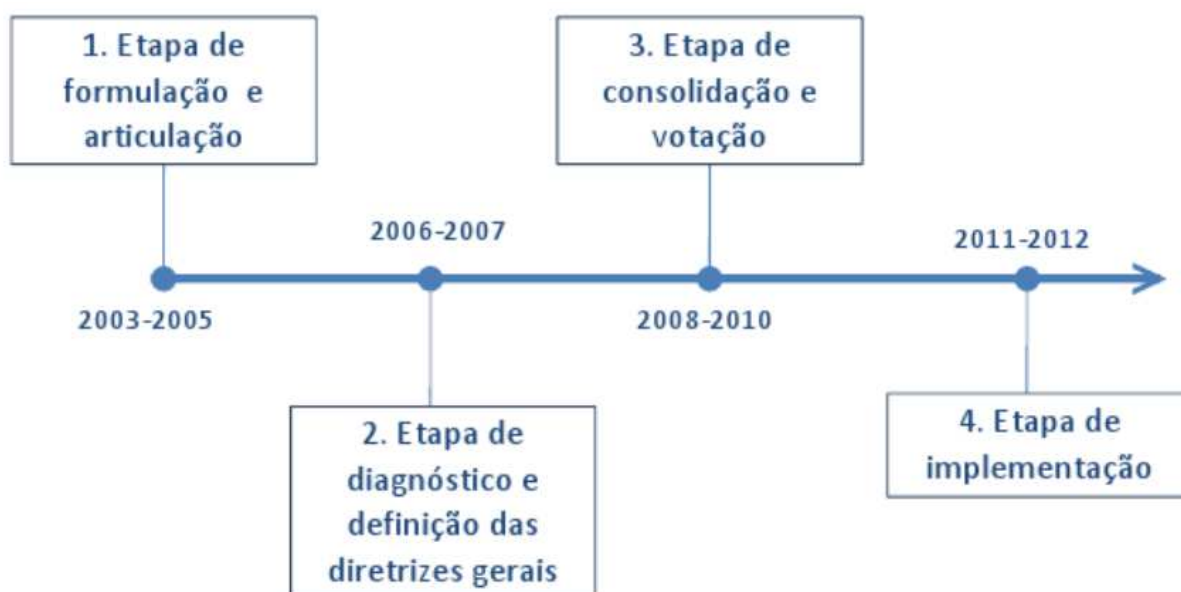 1. Etapa de
formulação e
articulação
3. Etapa de
consolidação e
votação
2006-2007
2011-2012
2003-2005
2008-2010
2. Etapa de
diagnóstico e
definição das
diretrizes gerais
4. Etapa de
implementação